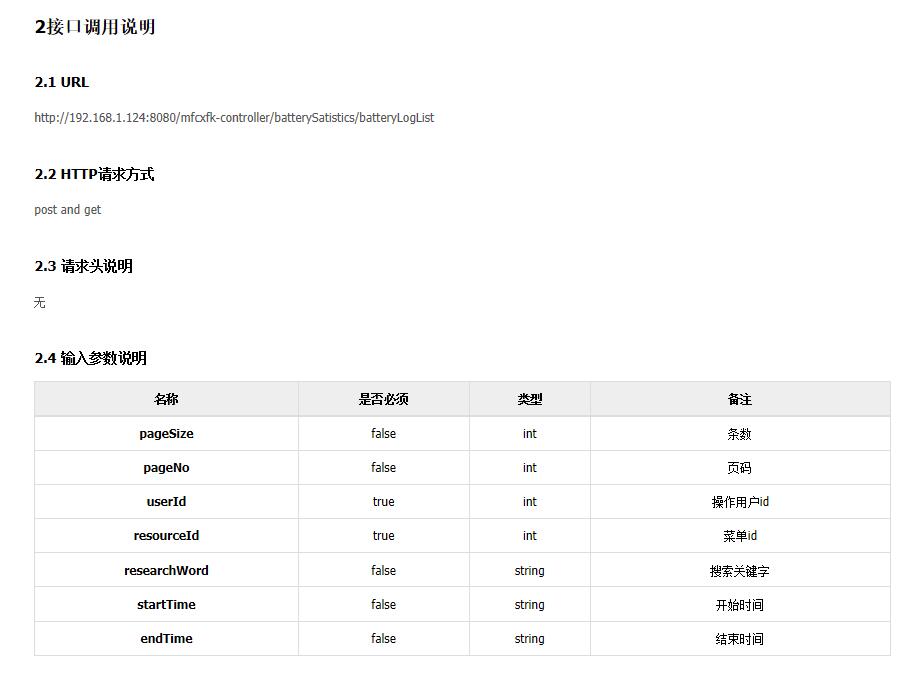 2接口调用说明
2.1 URL
http://192.168.1.124:8080/mfcxfk-controller/batterySatistics/batteryLogList
2.2 HTTP请求方式
post and get
2.3 请求头说明
无
2.4 输入参数说明
名称 是否必须 类型 备注
pageSize false int 条数
pageNo false int 页码
userId true int 操作用户id
resourceId true int 菜单id
researchWord false string 搜索关键字
startTime false string 开始时间
endTime false string 结束时间